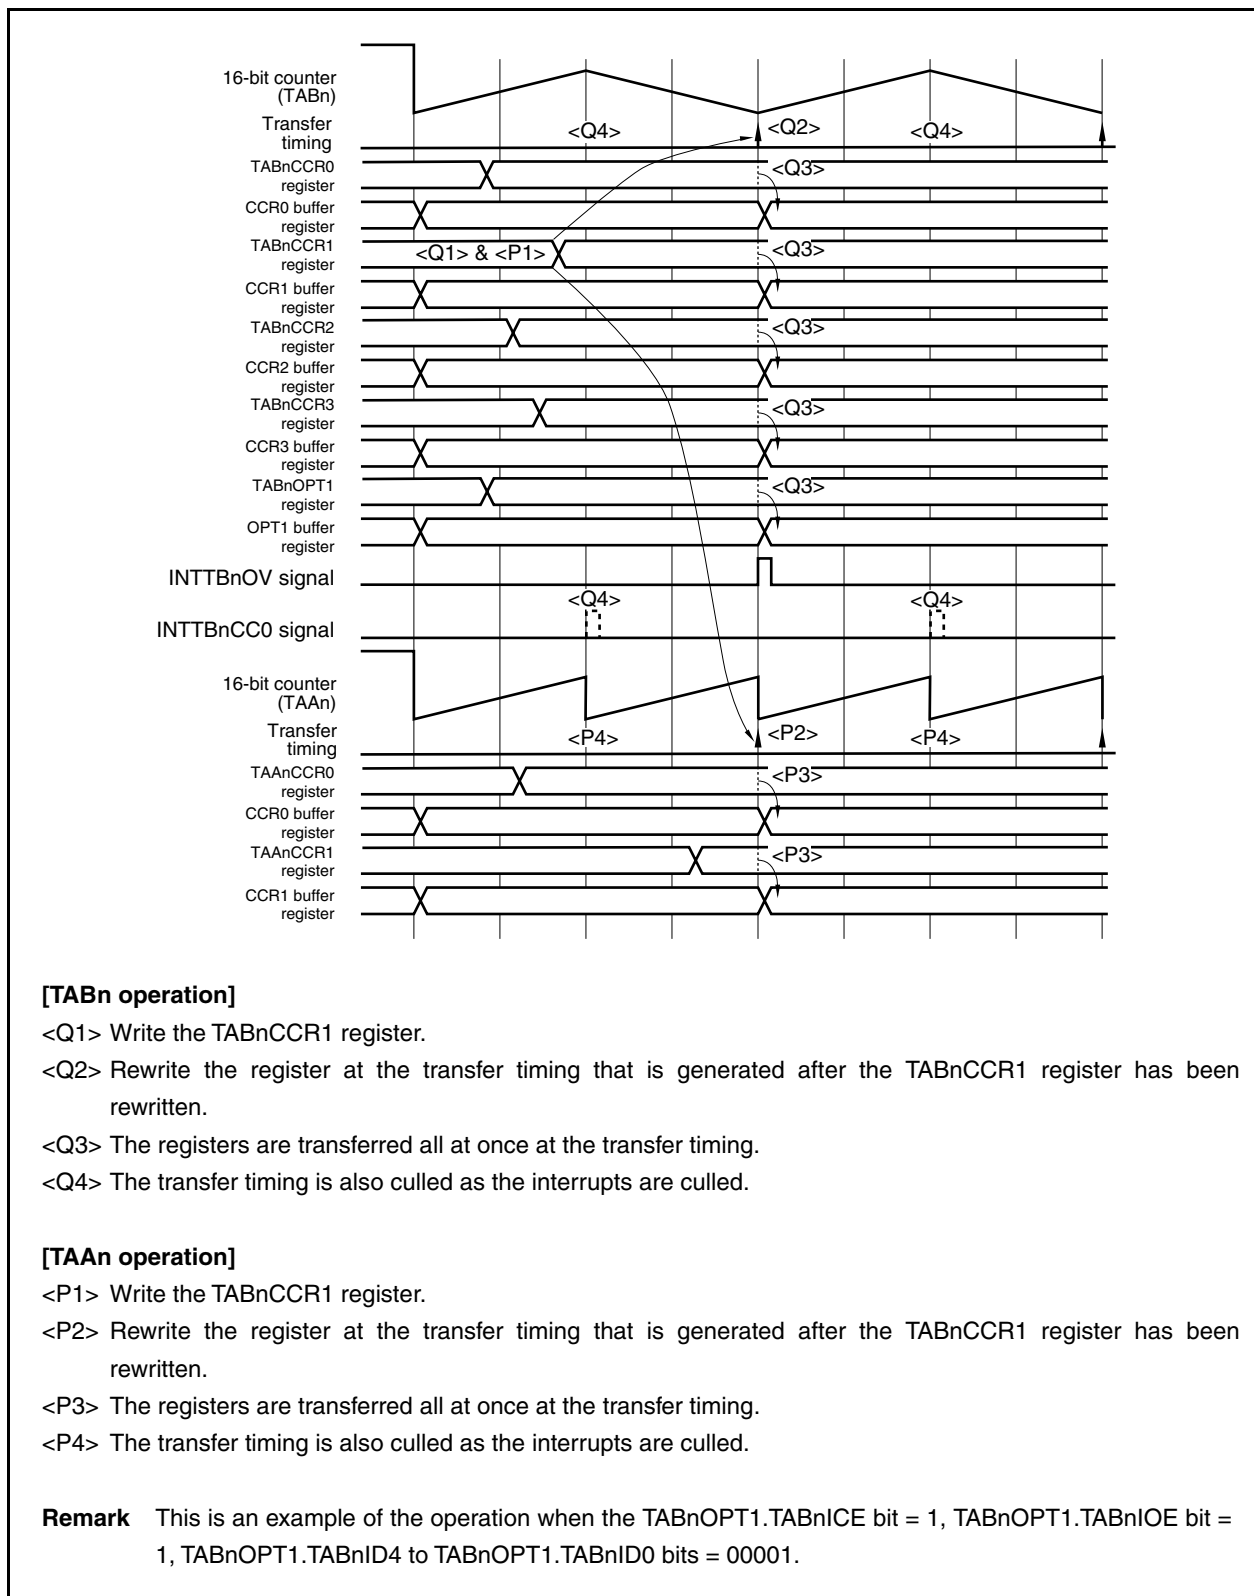 16-bit counter
(TABn)
Transfer
timing
<Q4>
<Q2>
<Q4>
TABnCCR0
register
<Q3>
CCR0 buffer
register
TABnCCR1
register
<Q1> & <P1>
<Q3>
CCR1 buffer
register
TABnCCR2
register
<Q3>
CCR2 buffer
register
TABnCCR3
register
<Q3>
CCR3 buffer
register
TABnOPT1
register
<Q3>
OPT1 buffer
register
INTTBnOV signal
<Q4>
<Q4>
INTTBnCC0 signal
16-bit counter
(TAAn)
Transfer
timing
<P4>
<P2>
<P4>
TAAnCCR0
register
<P3>
CCR0 buffer
register
TAAnCCR1
register
<P3>
CCR1 buffer
register
[TABn operation]
<Q1> Write the TABnCCR1 register.
<Q2> Rewrite the register at the transfer timing that is generated after the TABnCCR1 register has been
rewritten.
<Q3> The registers are transferred all at once at the transfer timing.
<Q4> The transfer timing is also culled as the interrupts are culled.
[TAAn operation]
<P1> Write the TABnCCR1 register.
<P2> Rewrite the register at the transfer timing that is generated after the TABnCCR1 register has been
rewritten.
<P3> The registers are transferred all at once at the transfer timing.
<P4> The transfer timing is also culled as the interrupts are culled.
Remark This is an example of the operation when the TABnOPT1.TABnICE bit = 1, TABnOPT1.TABnIOE bit =
1, TABnOPT1.TABnID4 to TABnOPT1.TABnID0 bits = 00001.